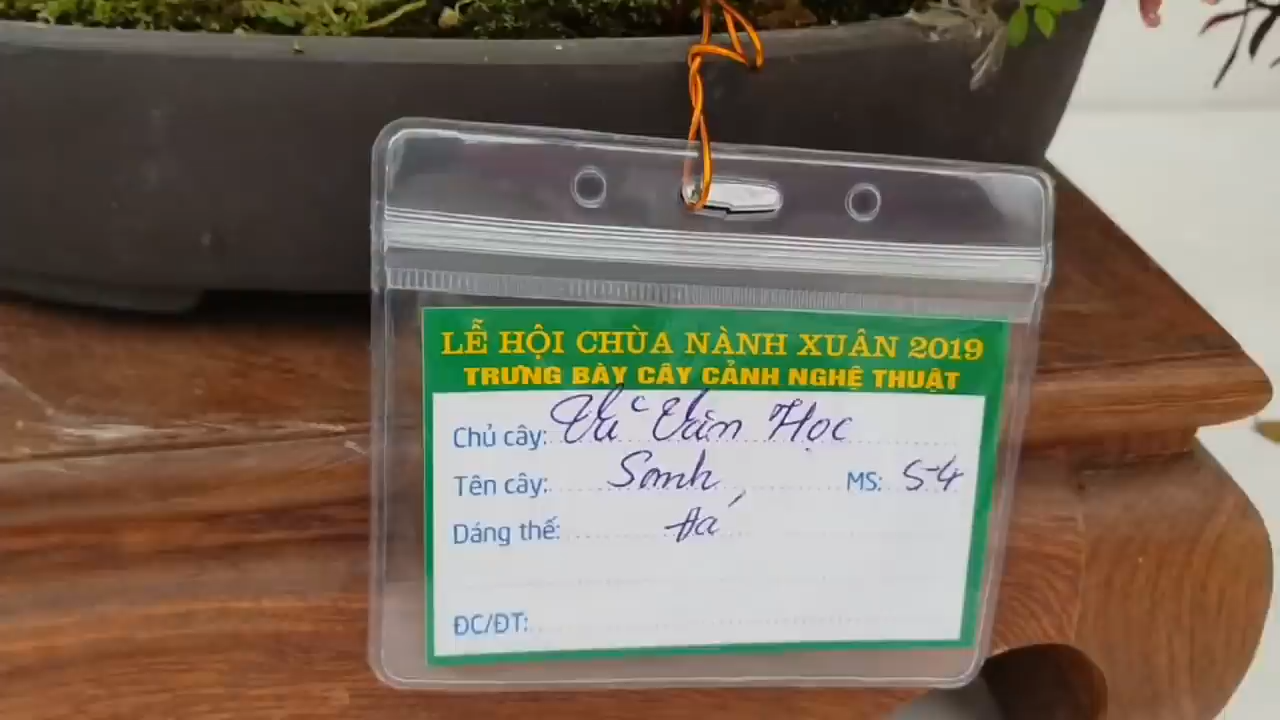 LỄ HỘI CHÙA NÀNH XUÂN 2019
TRƯNG BÀY CÂY CẢNH NGHỆ THUẬT
Chủ cây: Vũ Văn Học
Tên cây: Sanh MS: 54
Dáng thế: Đá
ĐC/ĐT: